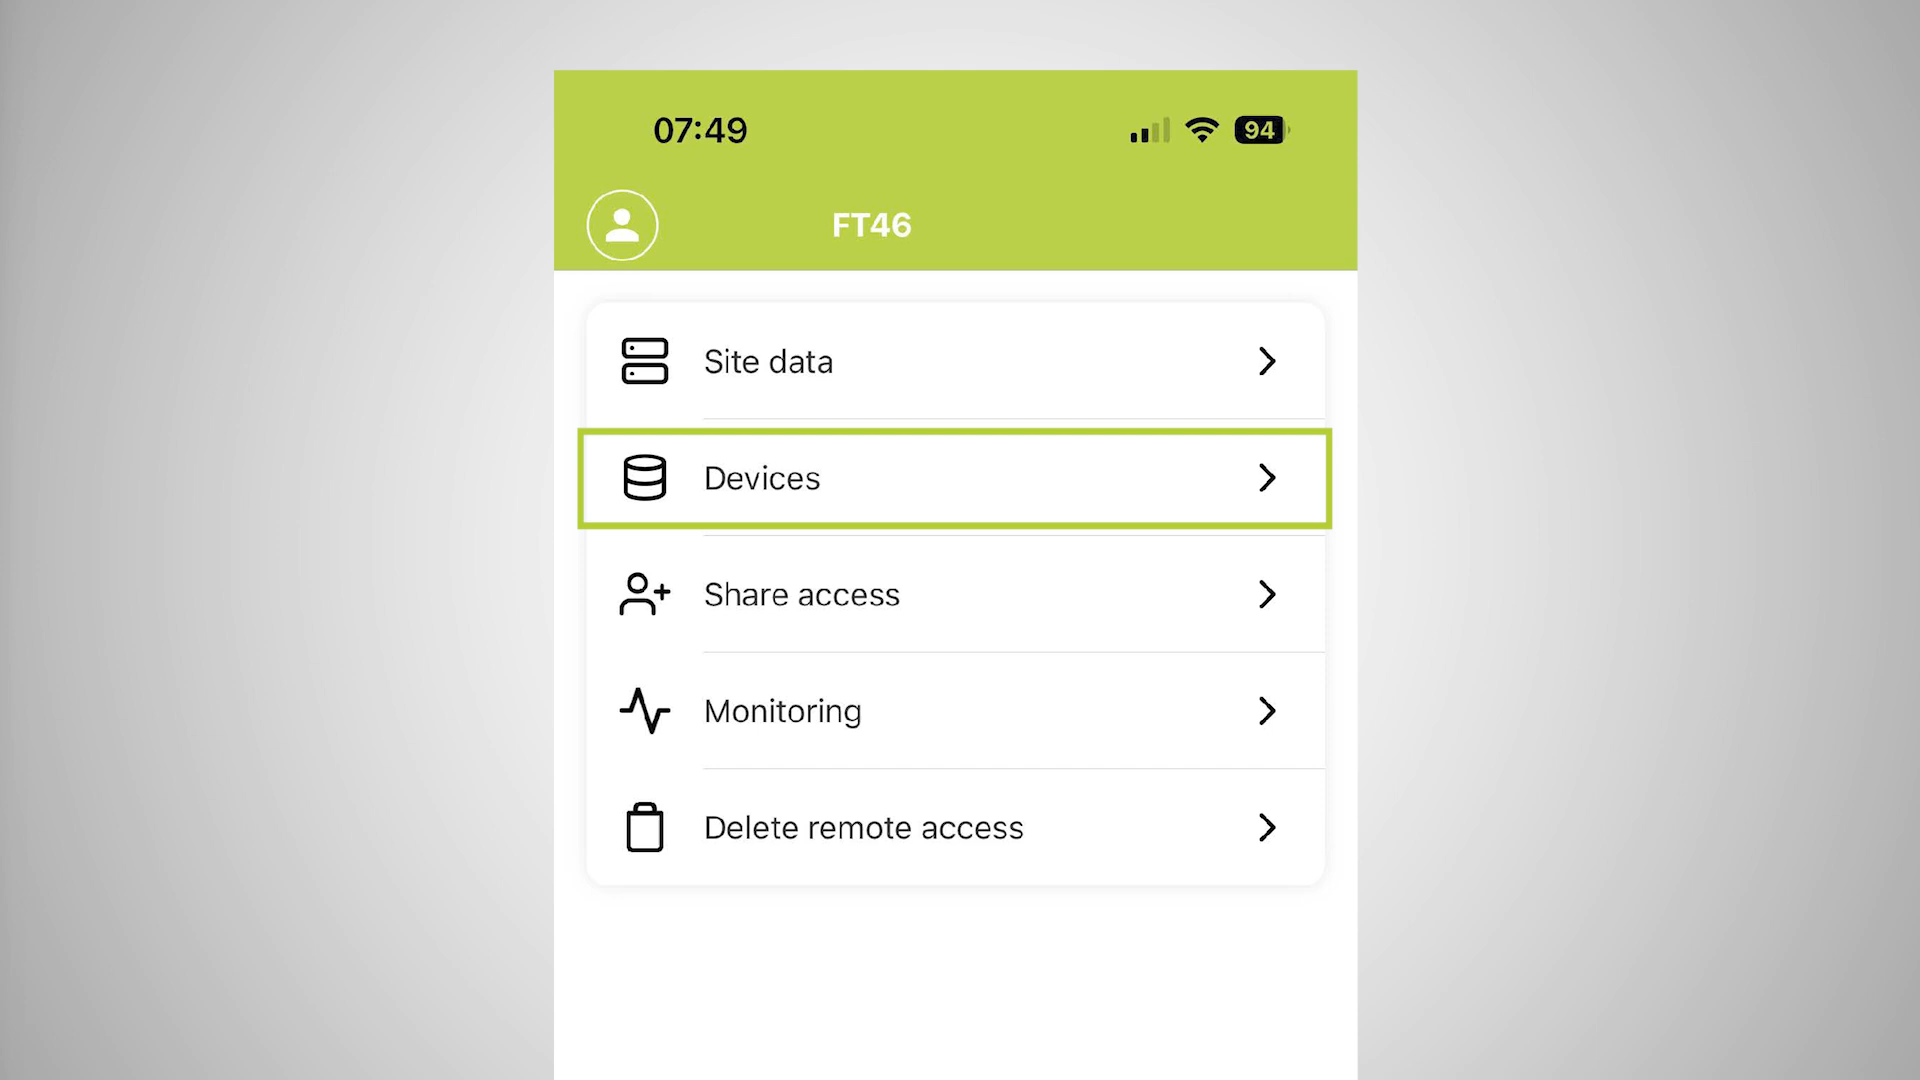 07:49
94
FT46
Site data
Devices
Share access
Monitoring
Delete remote access